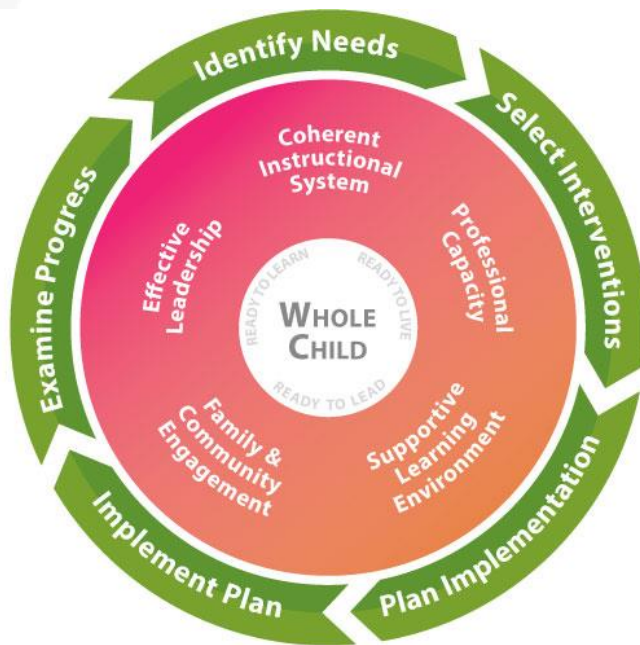 Identify Needs
Select Interventions
Plan Implementation
Implement Plan
Examine Progress
Coherent
Instructional
System
Professional
Capacity
Supportive
Learning
Environment
Family &
Community
Engagement
Effective
Leadership
READY TO LEARN
READY TO LIVE
READY TO LEAD
WHOLE
CHILD